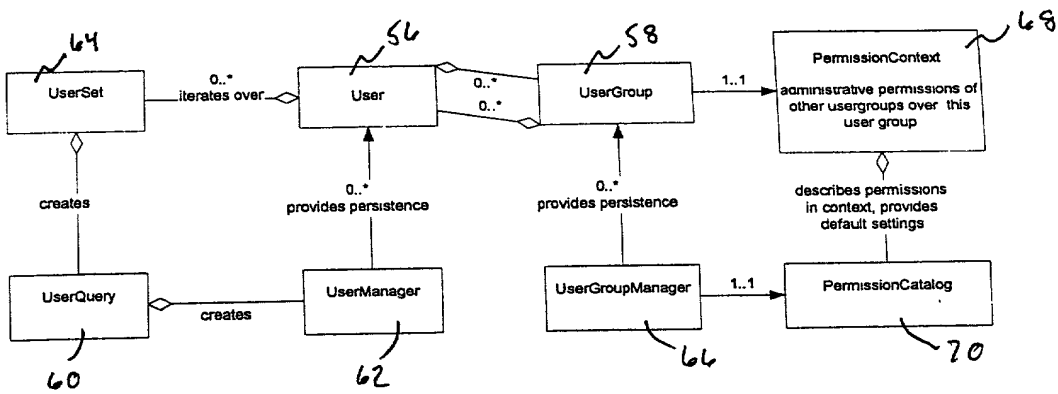 64
56
58
68
UserSet
0..*
iterates over
User
0..*
0..*
UserGroup
1..1
PermissionContext
administrative permissions of
other usergroups over this
user group
creates
0..*
provides persistence
0..*
provides persistence
describes permissions
in context, provides
default settings
UserQuery
creates
UserManager
UserGroupManager
1..1
PermissionCatalog
60
62
66
70